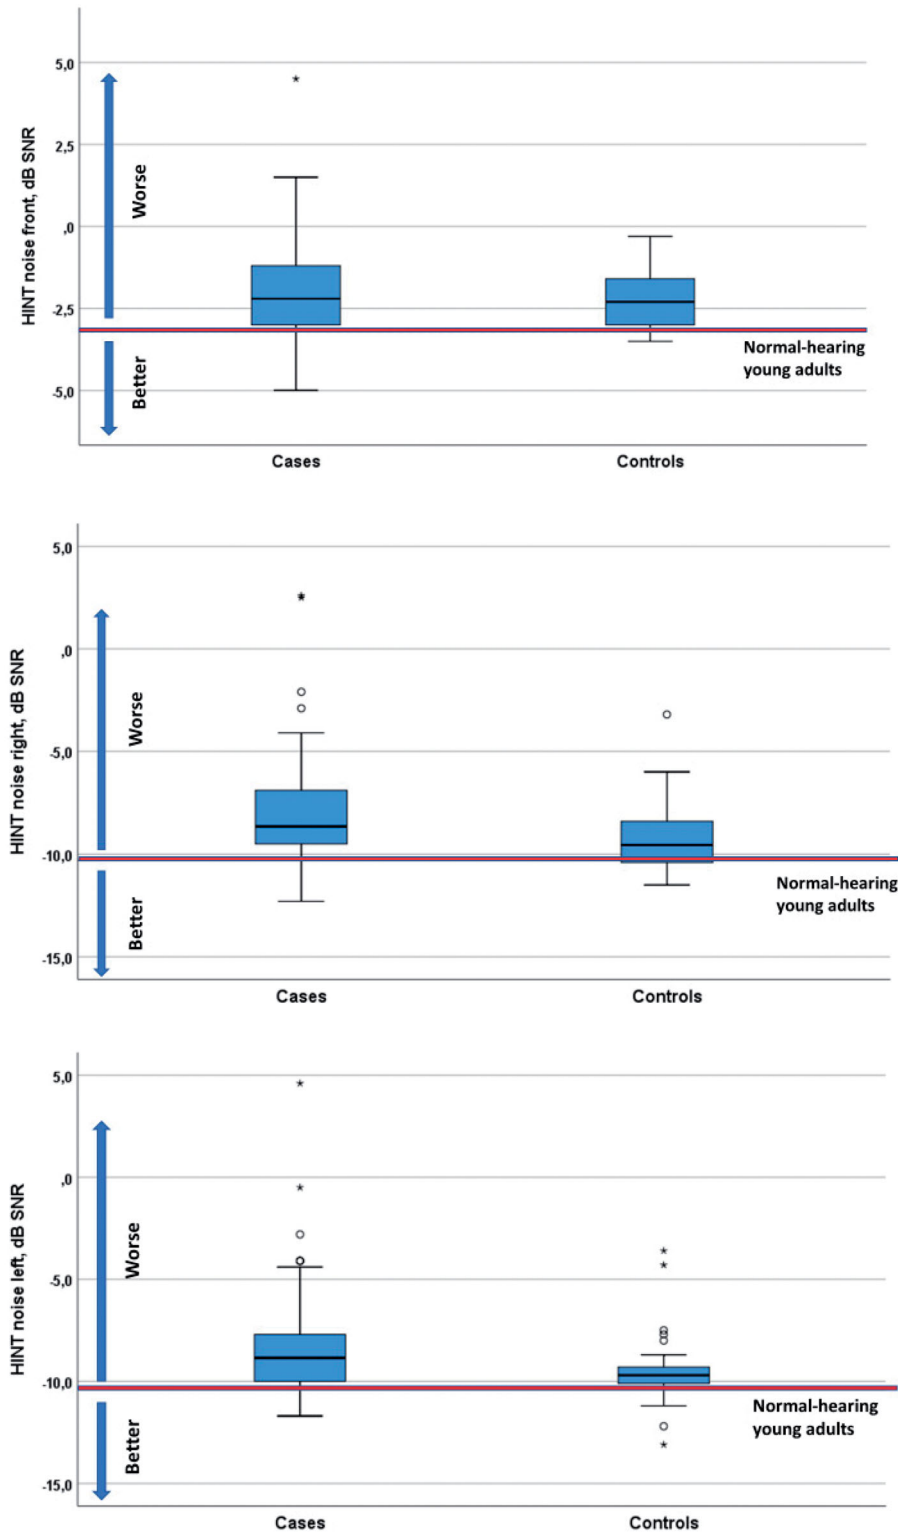 HINT noise front, dB SNR
5,0
2,5
,0
-2,5
-5,0
Worse
Better
Normal-hearing
young adults
Cases Controls
HINT noise right, dB SNR
5,0
,0
-5,0
-10,0
-15,0
Worse
Better
Normal-hearing
young adults
Cases Controls
HINT noise left, dB SNR
5,0
,0
-5,0
-10,0
-15,0
Worse
Better
Normal-hearing
young adults
Cases Controls